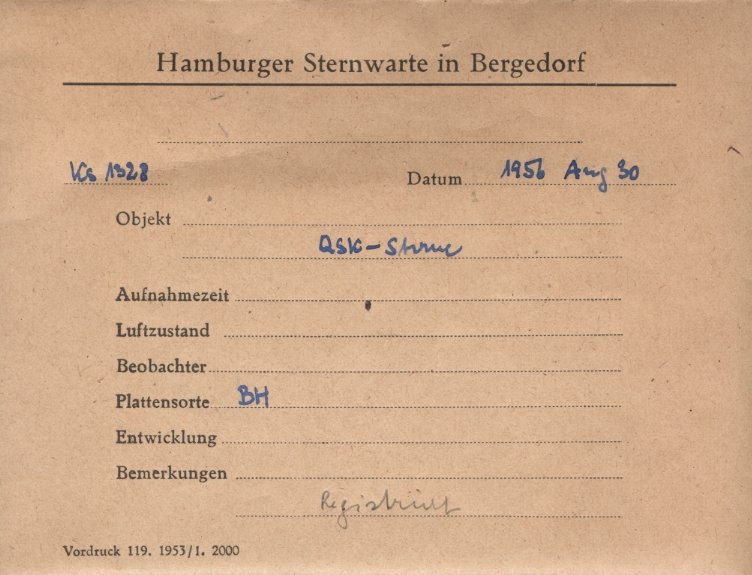 Hamburger Sternwarte in Bergedorf
Ks 1328 Datum 1956 Aug 30
Objekt
QSK-Sterne
Aufnahmezeit
Luftzustand
Beobachter
Plattensorte BH
Entwicklung
Bemerkungen
Registriert
Vordruck 119. 1953/1. 2000